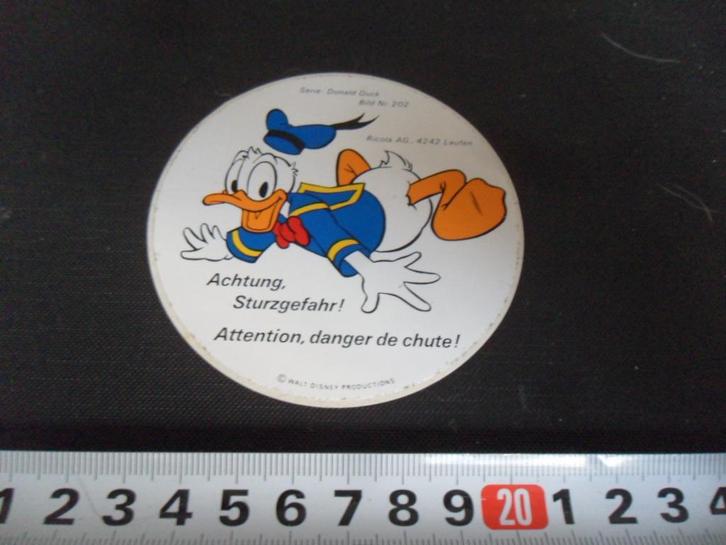 Serie: Donald Duck
Bild Nr. 202
Ricola AG., 4242 Laufen
Achtung,
Sturzgefahr!
Attention, danger de chute!
© WALT DISNEY PRODUCTIONS
1 2 3 4 5 6 7 8 9 20 1 2 3 4